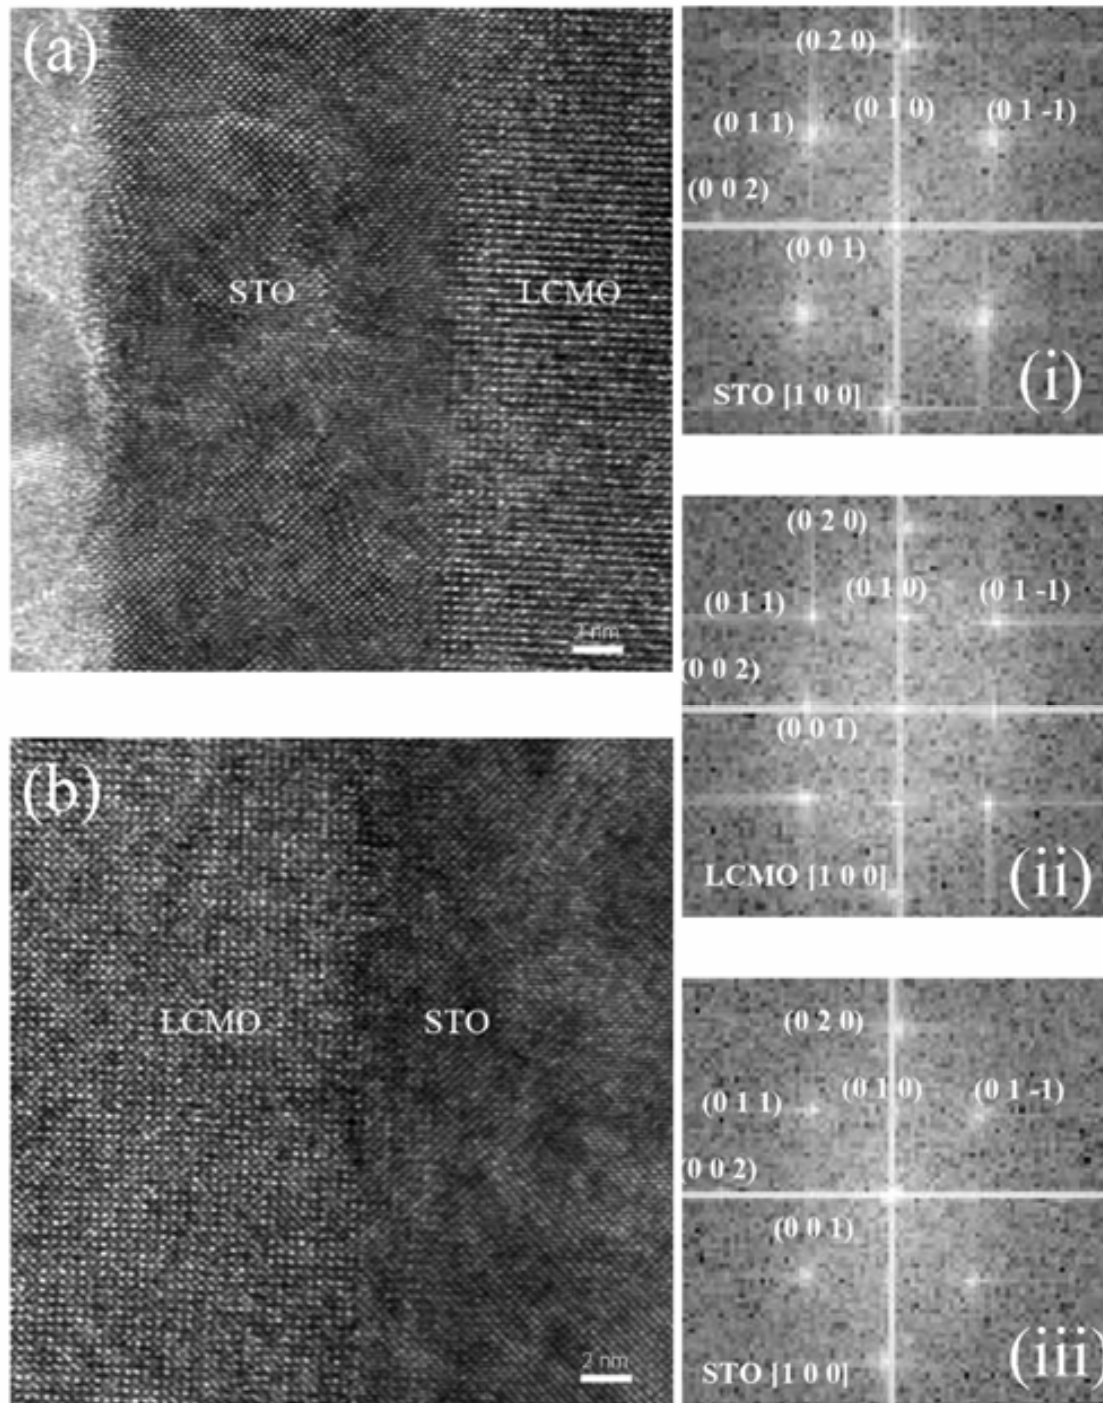 (a)
STO
LCMO
2 nm
(0 2 0)
(0 1 1)
(0 1 0)
(0 1 -1)
(0 0 2)
(0 0 1)
STO [1 0 0]
(i)
(0 2 0)
(0 1 1)
(0 1 0)
(0 1 -1)
(0 0 2)
(0 0 1)
LCMO [1 0 0]
(ii)
(b)
LCMO
STO
2 nm
(0 2 0)
(0 1 1)
(0 1 0)
(0 1 -1)
(0 0 2)
(0 0 1)
STO [1 0 0]
(iii)